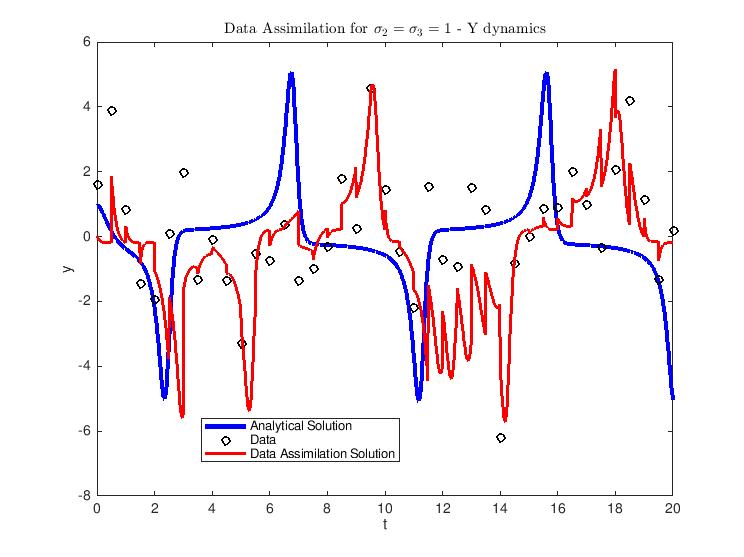 Data Assimilation for σ₂ = σ₃ = 1 - Y dynamics
6
4
2
0
-2
-4
-6
-8
y
Analytical Solution
Data
Data Assimilation Solution
0 2 4 6 8 10 12 14 16 18 20
t